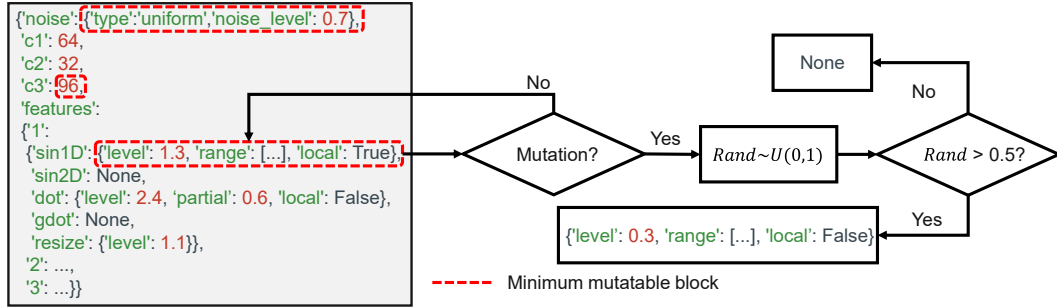 {'noise': {'type':'uniform','noise_level': 0.7},
'c1': 64,
'c2': 32,
'c3': 96,
'features':
{'1':
{'sin1D': {'level': 1.3, 'range': [...], 'local': True},
'sin2D': None,
'dot': {'level': 2.4, ‘partial’: 0.6, 'local': False},
'gdot': None,
'resize': {'level': 1.1}},
'2': ...,
'3': ...}}
No
Mutation?
Yes
Rand~U(0,1)
Rand > 0.5?
No
None
Yes
{'level’: 0.3, 'range': [...], 'local’: False}
Minimum mutatable block